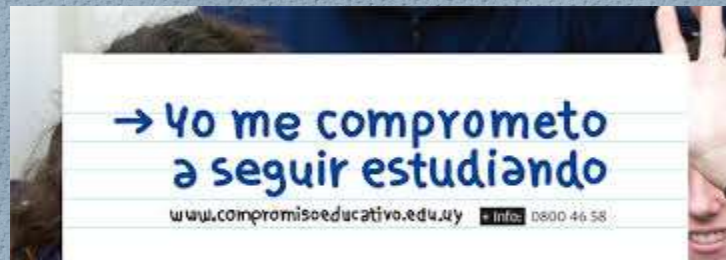 → Yo me comprometo
a seguir estudiando
www.compromisoeducativo.edu.uy + Info: 0800 46 58